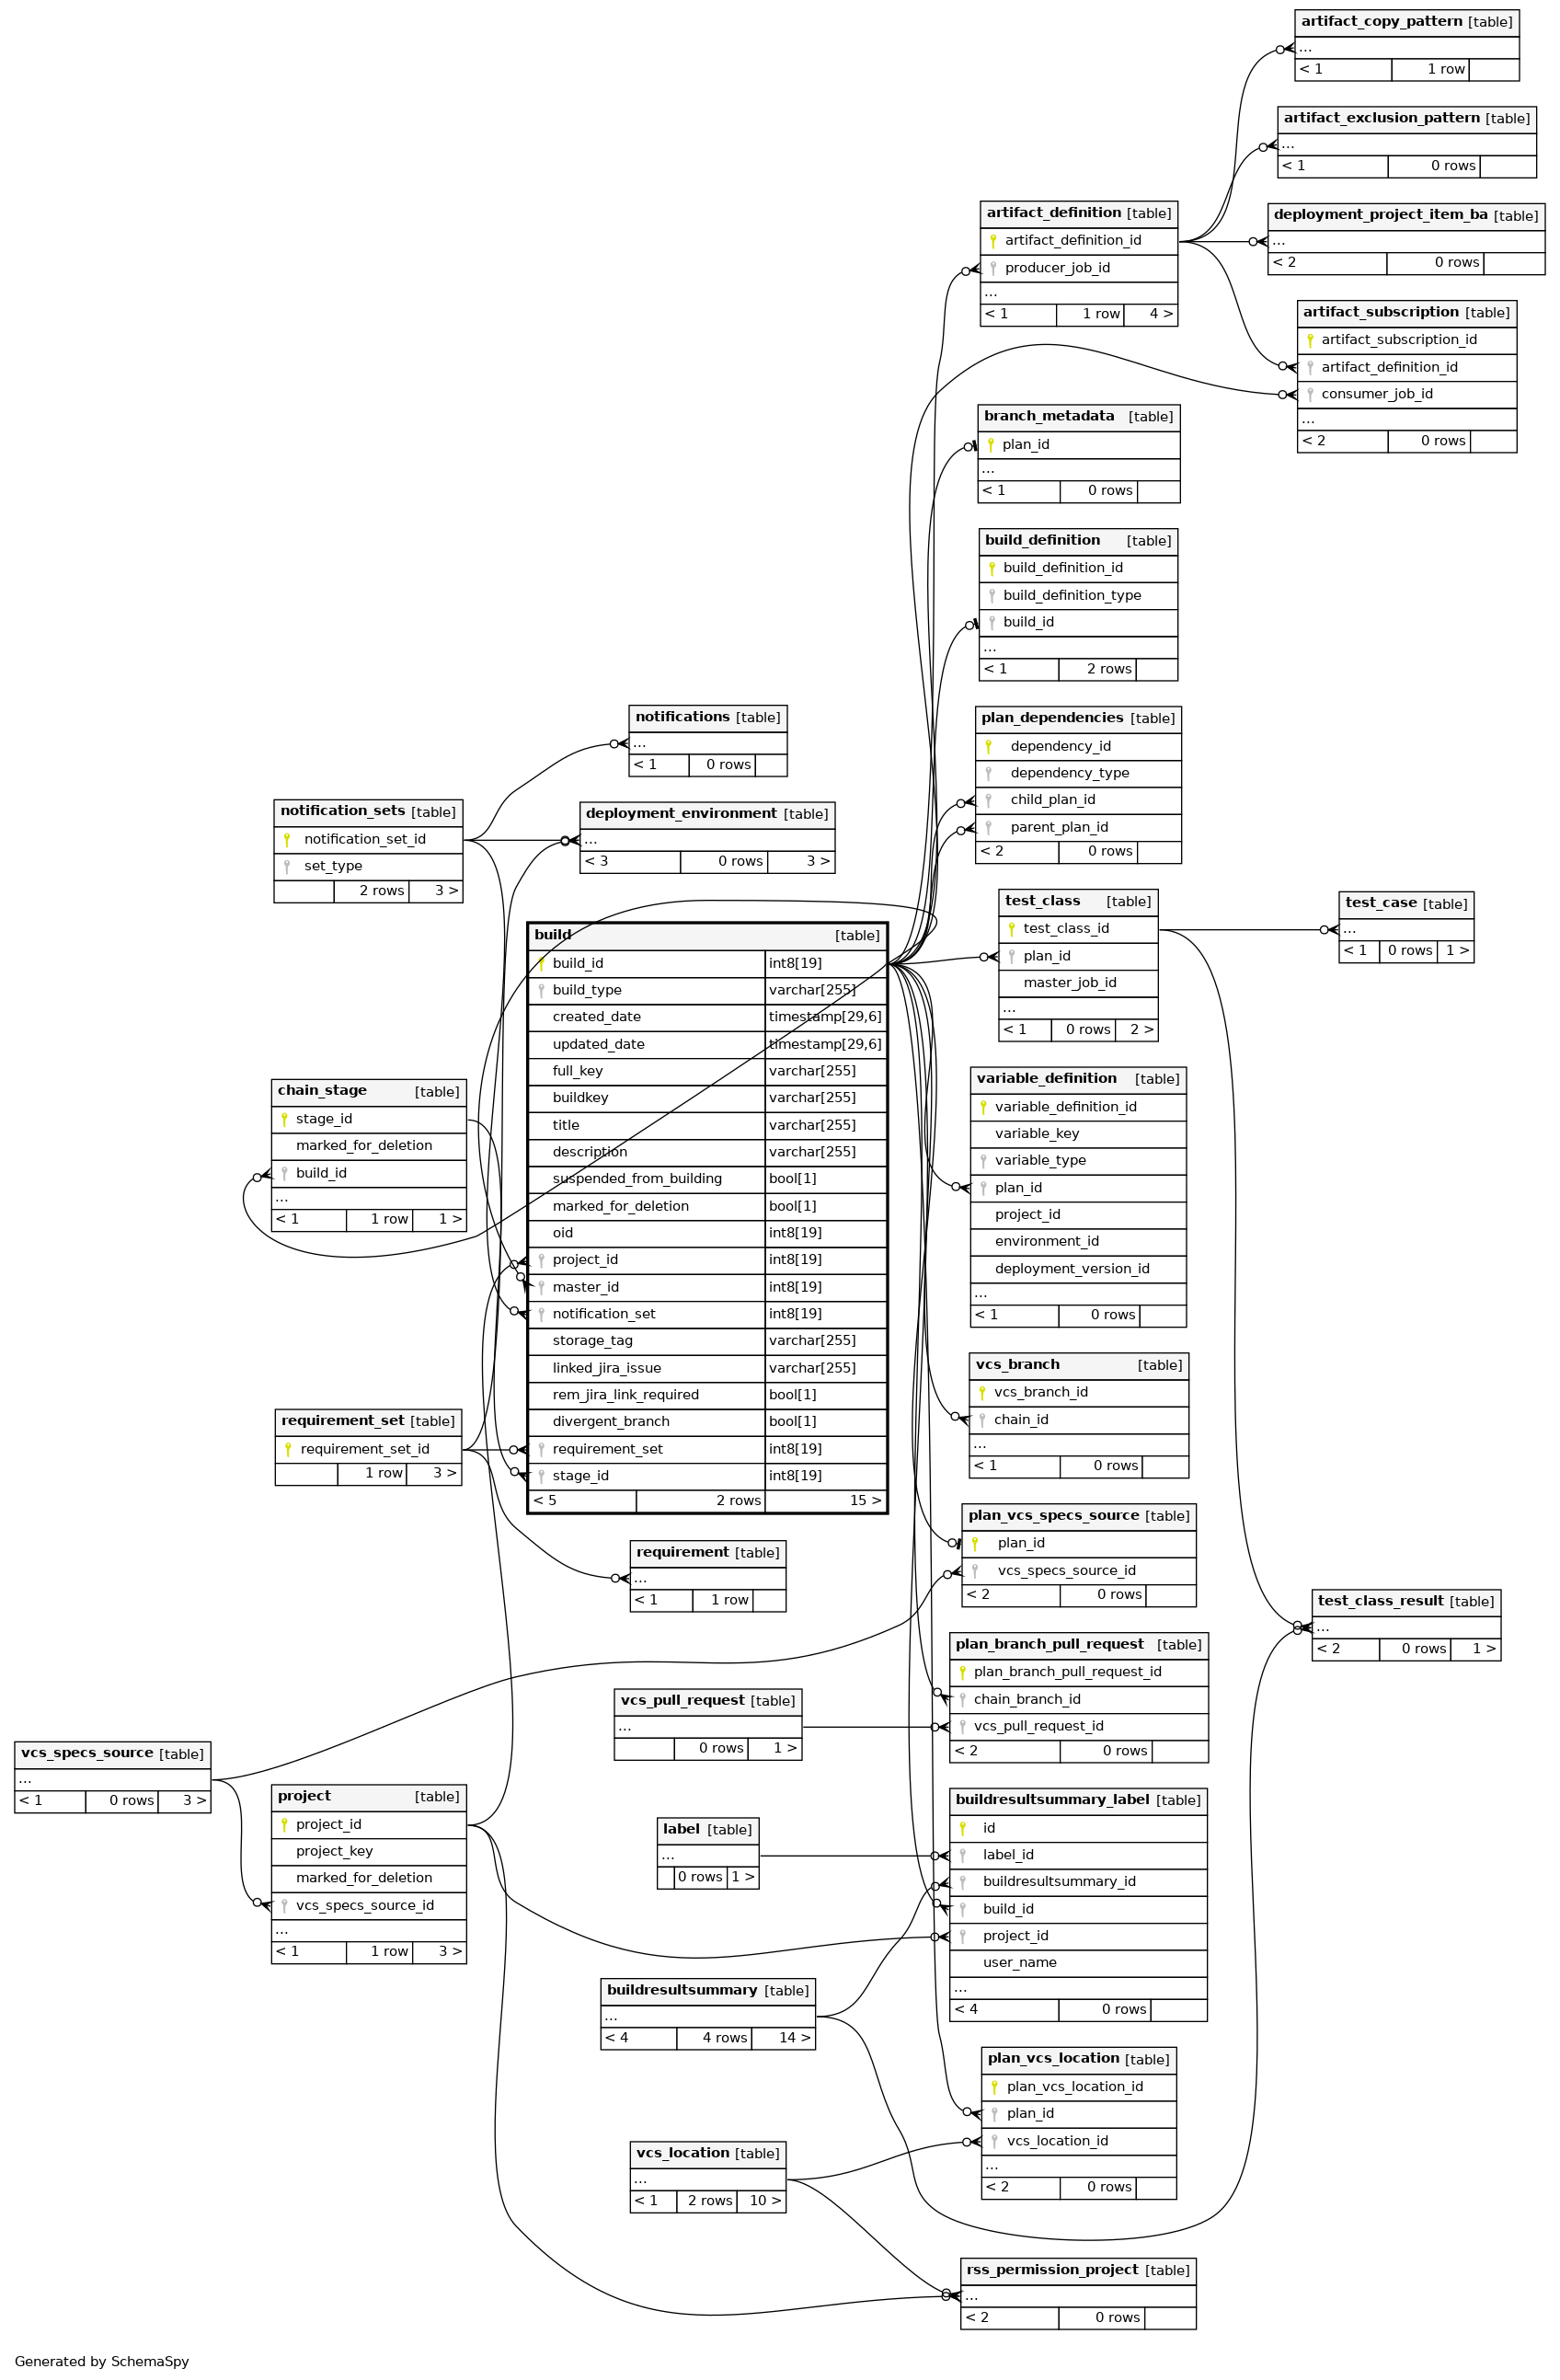 artifact_copy_pattern [table]
...
< 1 1 row
artifact_exclusion_pattern [table]
...
< 1 0 rows
artifact_definition [table]
artifact_definition_id
producer_job_id
...
< 1 1 row 4 >
deployment_project_item_ba [table]
...
< 2 0 rows
artifact_subscription [table]
artifact_subscription_id
artifact_definition_id
consumer_job_id
...
< 2 0 rows
branch_metadata [table]
plan_id
...
< 1 0 rows
build_definition [table]
build_definition_id
build_definition_type
build_id
...
< 1 2 rows
notifications [table]
...
< 1 0 rows
plan_dependencies [table]
dependency_id
dependency_type
child_plan_id
parent_plan_id
< 2 0 rows
notification_sets [table]
notification_set_id
set_type
2 rows 3 >
deployment_environment [table]
...
< 3 0 rows 3 >
test_class [table]
test_class_id
plan_id
master_job_id
...
< 1 0 rows 2 >
test_case [table]
...
< 1 0 rows 1 >
build [table]
build_id int8[19]
build_type varchar[255]
created_date timestamp[29,6]
updated_date timestamp[29,6]
full_key varchar[255]
buildkey varchar[255]
title varchar[255]
description varchar[255]
suspended_from_building bool[1]
marked_for_deletion bool[1]
oid int8[19]
project_id int8[19]
master_id int8[19]
notification_set int8[19]
storage_tag varchar[255]
linked_jira_issue varchar[255]
rem_jira_link_required bool[1]
divergent_branch bool[1]
requirement_set int8[19]
stage_id int8[19]
< 5 2 rows 15 >
chain_stage [table]
stage_id
marked_for_deletion
build_id
...
< 1 1 row 1 >
variable_definition [table]
variable_definition_id
variable_key
variable_type
plan_id
project_id
environment_id
deployment_version_id
...
< 1 0 rows
vcs_branch [table]
vcs_branch_id
chain_id
...
< 1 0 rows
requirement_set [table]
requirement_set_id
1 row 3 >
plan_vcs_specs_source [table]
plan_id
vcs_specs_source_id
< 2 0 rows
requirement [table]
...
< 1 1 row
test_class_result [table]
...
< 2 0 rows 1 >
plan_branch_pull_request [table]
plan_branch_pull_request_id
chain_branch_id
vcs_pull_request_id
< 2 0 rows
vcs_pull_request [table]
...
0 rows 1 >
vcs_specs_source [table]
...
< 1 0 rows 3 >
project [table]
project_id
project_key
marked_for_deletion
vcs_specs_source_id
...
< 1 1 row 3 >
buildresultsummary_label [table]
id
label_id
buildresultsummary_id
build_id
project_id
user_name
...
< 4 0 rows
label [table]
...
0 rows 1 >
buildresultsummary [table]
...
< 4 4 rows 14 >
plan_vcs_location [table]
plan_vcs_location_id
plan_id
vcs_location_id
...
< 2 0 rows
vcs_location [table]
...
< 1 2 rows 10 >
rss_permission_project [table]
...
< 2 0 rows
Generated by SchemaSpy